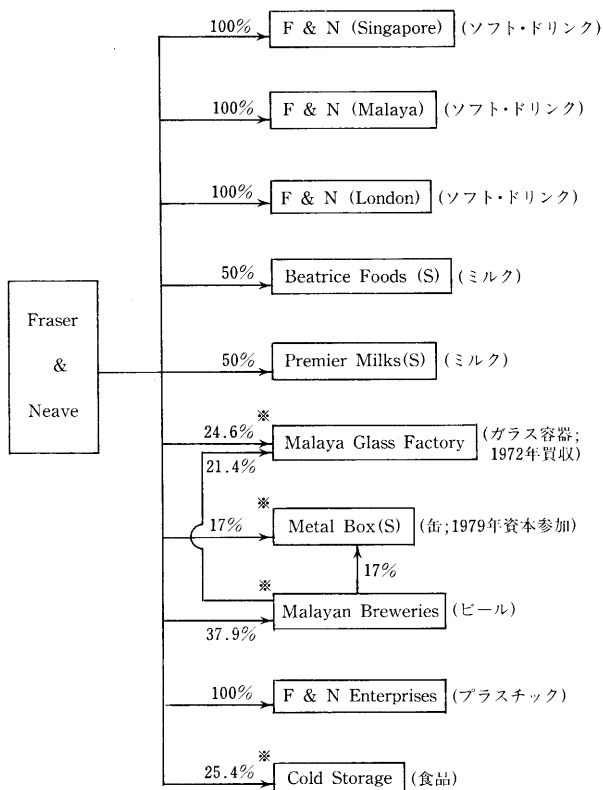 100% F & N (Singapore) (ソフト・ドリンク)
100% F & N (Malaya) (ソフト・ドリンク)
100% F & N (London) (ソフト・ドリンク)
50% Beatrice Foods (S) (ミルク)
Fraser
&
Neave
50% Premier Milks(S) (ミルク)
※
24.6% Malaya Glass Factory (ガラス容器;
1972年買収)
21.4%
※
17% Metal Box(S) (缶;1979年資本参加)
17%
※
Malayan Breweries (ビール)
37.9%
100% F & N Enterprises (プラスチック)
※
25.4% Cold Storage (食品)